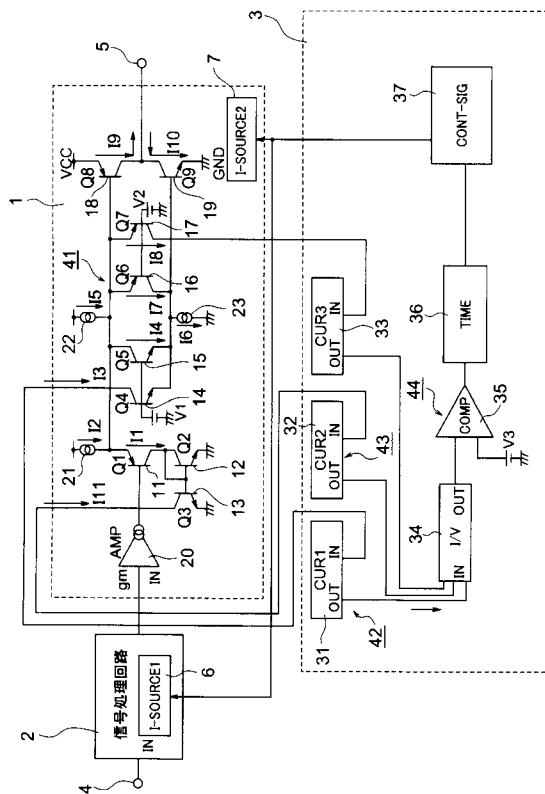 1
2
3
4
5
6
7
信号処理回路
IN
I-SOURCE1
gm
AMP
IN
20
I11
21
I2
Q1
11
I1
Q2
12
Q3
13
I3
Q4
14
V1
Q5
15
I4
22
I5
41
Q6
16
I7
I6
23
Q7
17
V2
I8
VCC
Q8
18
I9
I10
Q9
19
GND
I-SOURCE2
CUR1
OUT IN
31
42
CUR2
OUT IN
32
43
CUR3
OUT IN
33
34
I/V
IN OUT
V3
COMP
35
44
TIME
36
CONT-SIG
37